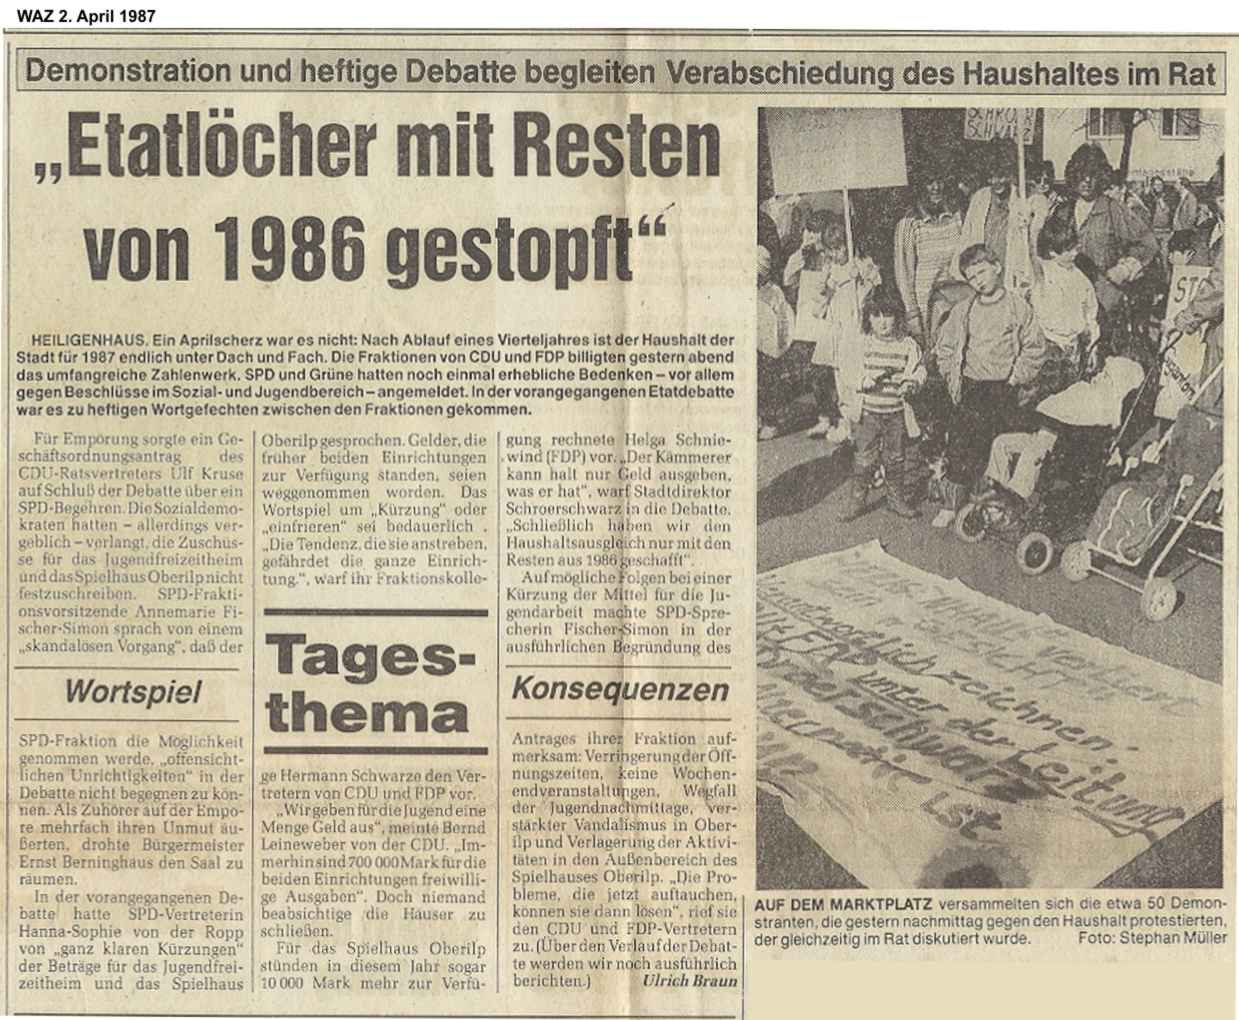 WAZ 2. April 1987
Demonstration und heftige Debatte begleiten Verabschiedung des Haushaltes im Rat
„Etatlöcher mit Resten
von 1986 gestopft“
HEILIGENHAUS. Ein Aprilscherz war es nicht: Nach Ablauf eines Vierteljahres ist der Haushalt der
Stadt für 1987 endlich unter Dach und Fach. Die Fraktionen von CDU und FDP billigten gestern abend
das umfangreiche Zahlenwerk. SPD und Grüne hatten noch einmal erhebliche Bedenken – vor allem
gegen Beschlüsse im Sozial- und Jugendbereich – angemeldet. In der vorangegangenen Etatdebatte
war es zu heftigen Wortgefechten zwischen den Fraktionen gekommen.
Für Empörung sorgte ein Ge-
schäftsordnungsantrag des
CDU-Ratsvertreters Ulf Kruse
auf Schluß der Debatte über ein
SPD-Begehren. Die Sozialdemo-
kraten hatten – allerdings ver-
geblich – verlangt, die Zuschüs-
se für das Jugendfreizeitheim
und das Spielhaus Oberilp nicht
festzuschreiben. SPD-Frakti-
onsvorsitzende Annemarie Fi-
scher-Simon sprach von einem
„skandalösen Vorgang“, daß der
Wortspiel
SPD-Fraktion die Möglichkeit
genommen werde, „offensicht-
lichen Unrichtigkeiten“ in der
Debatte nicht begegnen zu kön-
nen. Als Zuhörer auf der Empo-
re mehrfach ihren Unmut äu-
ßerten, drohte Bürgermeister
Ernst Berninghaus den Saal zu
räumen.
In der vorangegangenen De-
batte hatte SPD-Vertreterin
Hanna-Sophie von der Ropp
von „ganz klaren Kürzungen“
der Beträge für das Jugendfrei-
zeitheim und das Spielhaus
Oberilp gesprochen. Gelder, die
früher beiden Einrichtungen
zur Verfügung standen, seien
weggenommen worden. Das
Wortspiel um „Kürzung“ oder
„einfrieren“ sei bedauerlich .
„Die Tendenz, die sie anstreben,
gefährdet die ganze Einrich-
tung.“, warf ihr Fraktionskolle-
Tages-
thema
ge Hermann Schwarze den Ver-
tretern von CDU und FDP vor.
„Wir geben für die Jugend eine
Menge Geld aus“, meinte Bernd
Leineweber von der CDU. „Im-
merhin sind 700 000 Mark für die
beiden Einrichtungen freiwilli-
ge Ausgaben“. Doch niemand
beabsichtige die Häuser zu
schließen.
Für das Spielhaus Oberilp
stünden in diesem Jahr sogar
10 000 Mark mehr zur Verfü-
gung rechnete Helga Schnie-
wind (FDP) vor. „Der Kämmerer
kann halt nur Geld ausgeben,
was er hat“, warf Stadtdirektor
Schroerschwarz in die Debatte.
„Schließlich haben wir den
Haushaltsausgleich nur mit den
Resten aus 1986 geschafft“.
Auf mögliche Folgen bei einer
Kürzung der Mittel für die Ju-
gendarbeit machte SPD-Spre-
cherin Fischer-Simon in der
ausführlichen Begründung des
Konsequenzen
Antrages ihrer Fraktion auf-
merksam: Verringerung der Öff-
nungszeiten, keine Wochen-
endveranstaltungen, Wegfall
der Jugendnachmittage, ver-
stärkter Vandalismus in Ober-
ilp und Verlagerung der Aktivi-
täten in den Außenbereich des
Spielhauses Oberilp. „Die Pro-
bleme, die jetzt auftauchen,
können sie dann lösen“, rief sie
den CDU und FDP-Vertretern
zu. (Über den Verlauf der Debat-
te werden wir noch ausführlich
berichten.) Ulrich Braun
SCHWARZ
verantwortlich zeichnen:
FDP unter der Leitung
ist
AUF DEM MARKTPLATZ versammelten sich die etwa 50 Demon-
stranten, die gestern nachmittag gegen den Haushalt protestierten,
der gleichzeitig im Rat diskutiert wurde. Foto: Stephan Müller